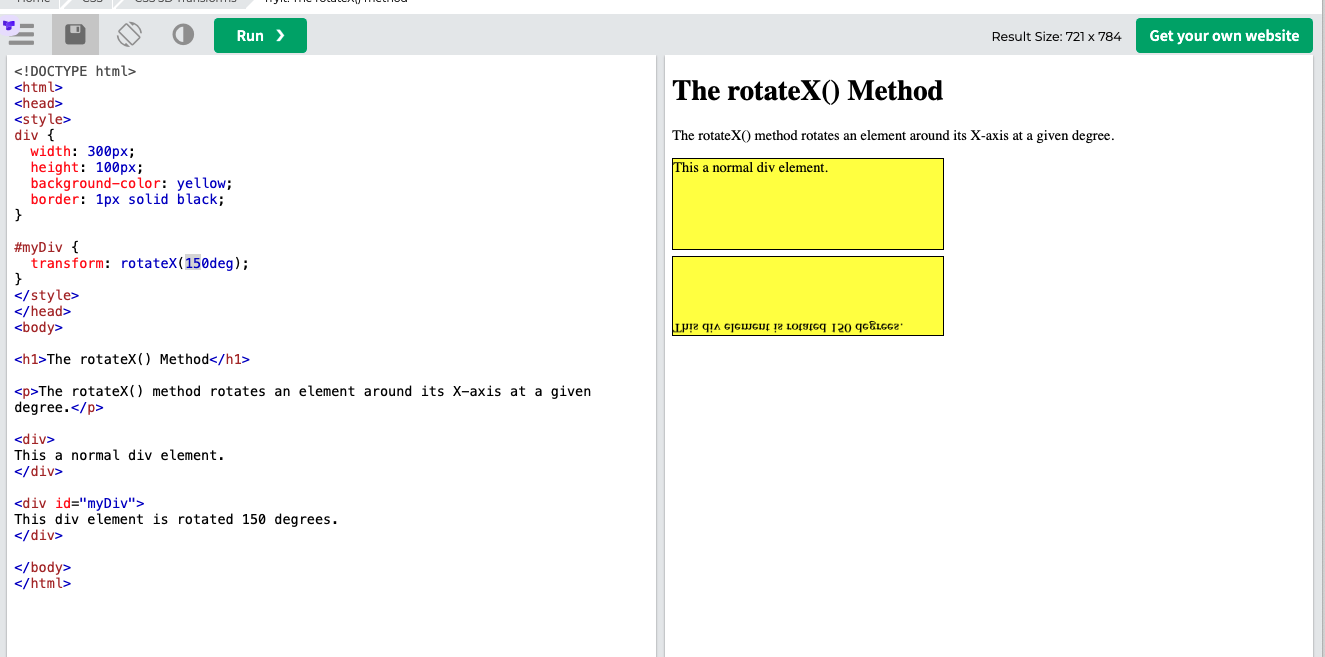 Home CSS CSS 3D Transforms Tryit: The rotateX() method
Run ❯
Result Size: 721 x 784
Get your own website
<!DOCTYPE html>
<html>
<head>
<style>
div {
  width: 300px;
  height: 100px;
  background-color: yellow;
  border: 1px solid black;
}

#myDiv {
  transform: rotateX(150deg);
}
</style>
</head>
<body>

<h1>The rotateX() Method</h1>

<p>The rotateX() method rotates an element around its X-axis at a given
degree.</p>

<div>
This a normal div element.
</div>

<div id="myDiv">
This div element is rotated 150 degrees.
</div>

</body>
</html>
The rotateX() Method
The rotateX() method rotates an element around its X-axis at a given degree.
This a normal div element.
This div element is rotated 150 degrees.